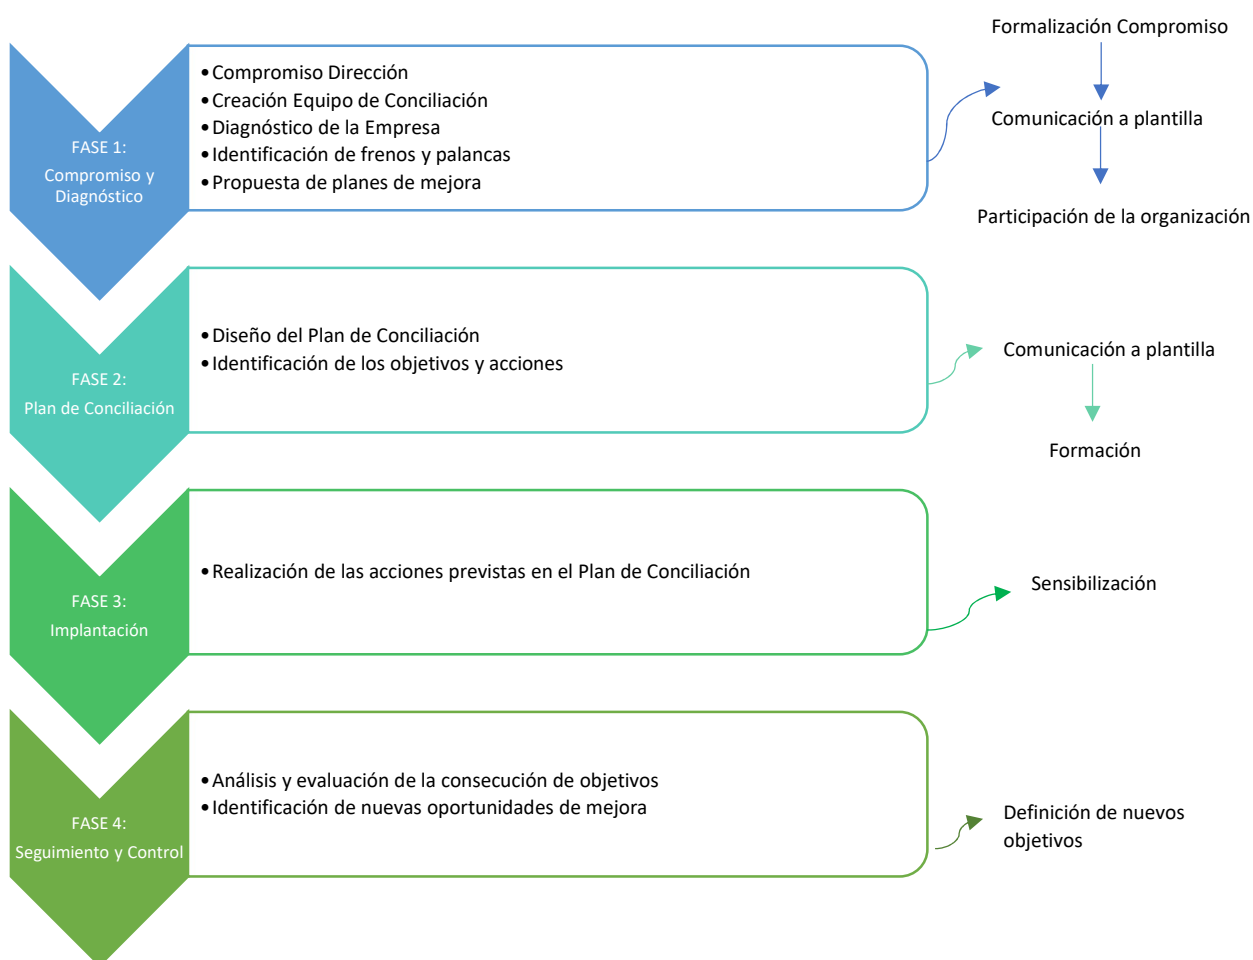 FASE 1:
Compromiso y
Diagnóstico
•Compromiso Dirección
•Creación Equipo de Conciliación
•Diagnóstico de la Empresa
•Identificación de frenos y palancas
•Propuesta de planes de mejora
Formalización Compromiso
Comunicación a plantilla
Participación de la organización
FASE 2:
Plan de Conciliación
•Diseño del Plan de Conciliación
•Identificación de los objetivos y acciones
Comunicación a plantilla
Formación
FASE 3:
Implantación
•Realización de las acciones previstas en el Plan de Conciliación
Sensibilización
FASE 4:
Seguimiento y Control
•Análisis y evaluación de la consecución de objetivos
•Identificación de nuevas oportunidades de mejora
Definición de nuevos
objetivos